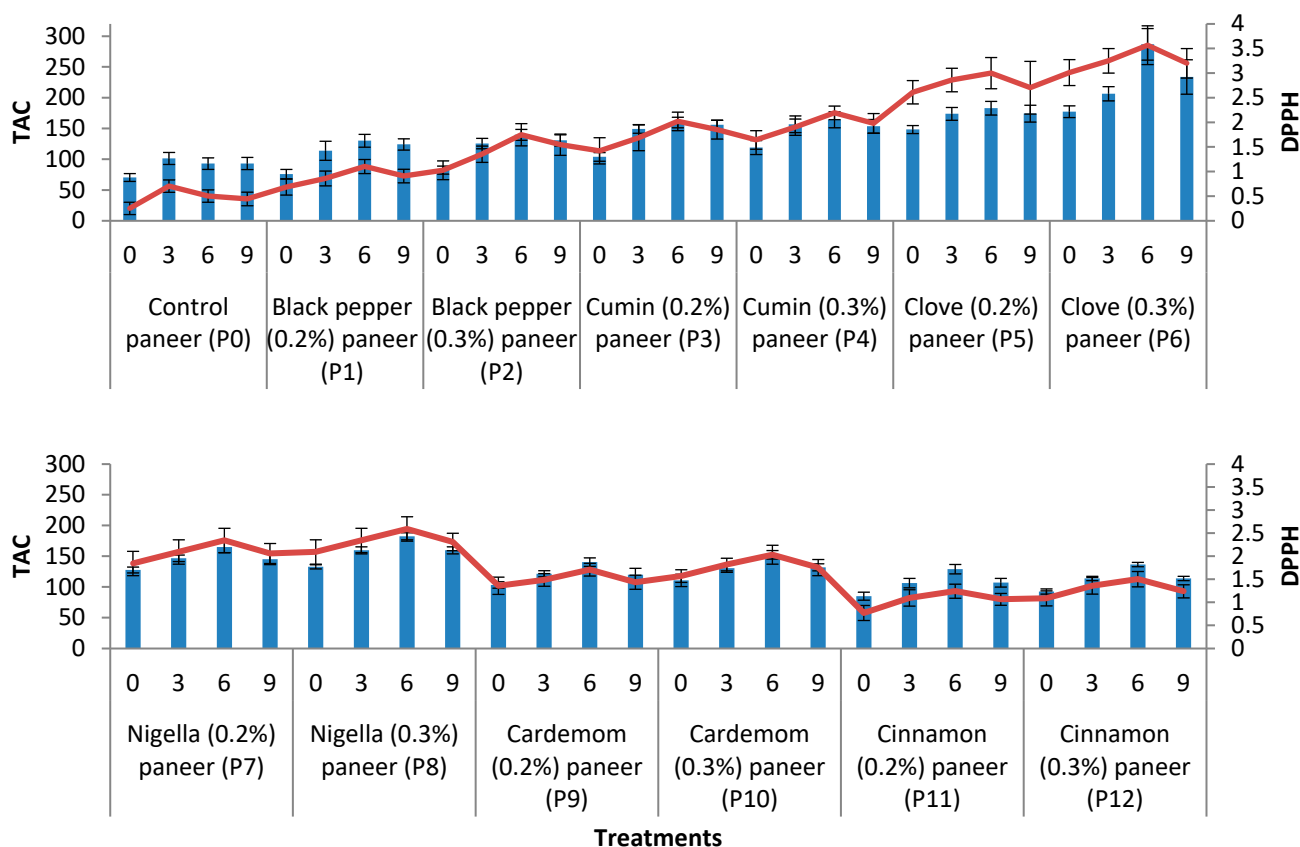 TAC
300
250
200
150
100
50
0
4
3.5
3
2.5
2
1.5
1
0.5
0
DPPH
0 3 6 9 0 3 6 9 0 3 6 9 0 3 6 9 0 3 6 9 0 3 6 9 0 3 6 9
Control
paneer (P0)
Black pepper
(0.2%) paneer
(P1)
Black pepper
(0.3%) paneer
(P2)
Cumin (0.2%)
paneer (P3)
Cumin (0.3%)
paneer (P4)
Clove (0.2%)
paneer (P5)
Clove (0.3%)
paneer (P6)
TAC
300
250
200
150
100
50
0
4
3.5
3
2.5
2
1.5
1
0.5
0
DPPH
0 3 6 9 0 3 6 9 0 3 6 9 0 3 6 9 0 3 6 9 0 3 6 9
Nigella (0.2%)
paneer (P7)
Nigella (0.3%)
paneer (P8)
Cardemom
(0.2%) paneer
(P9)
Cardemom
(0.3%) paneer
(P10)
Cinnamon
(0.2%) paneer
(P11)
Cinnamon
(0.3%) paneer
(P12)
Treatments